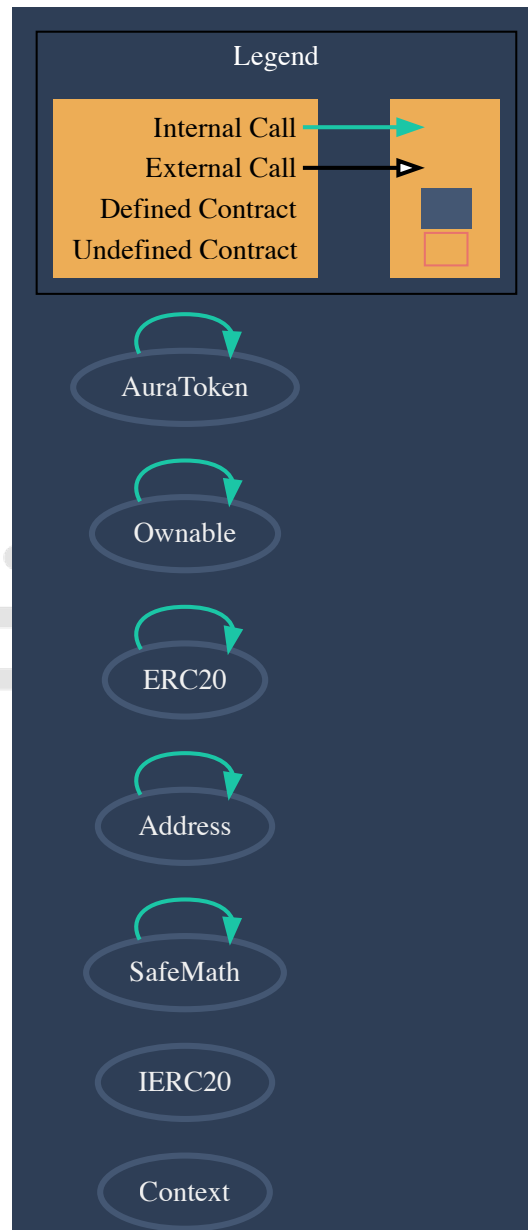 Legend
Internal Call
External Call
Defined Contract
Undefined Contract
AuraToken
Ownable
ERC20
Address
SafeMath
IERC20
Context